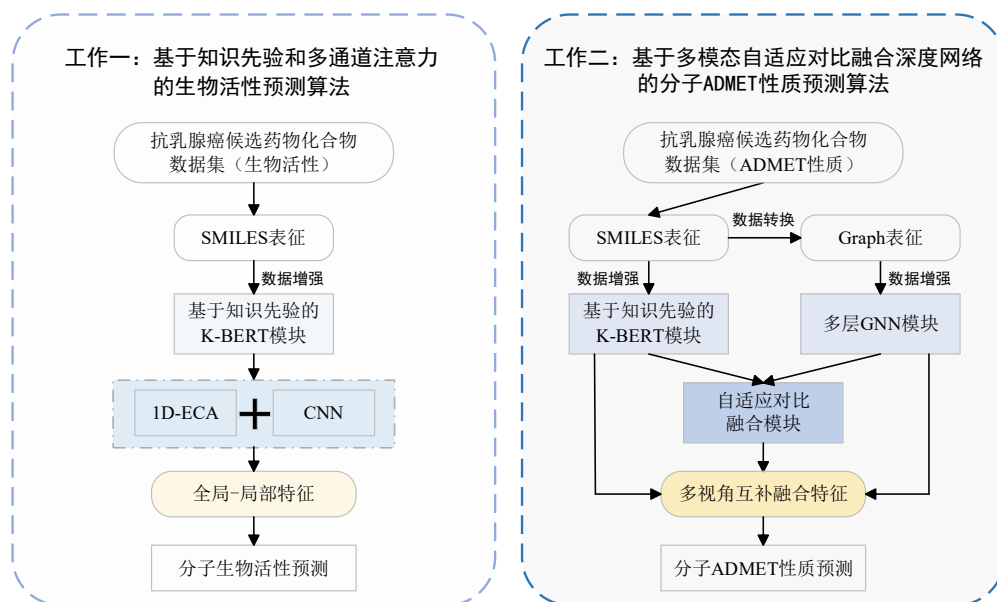 工作一：基于知识先验和多通道注意力
的生物活性预测算法
抗乳腺癌候选药物化合物
数据集（生物活性）
SMILES表征
数据增强
基于知识先验的
K-BERT模块
1D-ECA
CNN
全局-局部特征
分子生物活性预测
工作二：基于多模态自适应对比融合深度网络
的分子ADMET性质预测算法
抗乳腺癌候选药物化合物
数据集（ADMET性质）
SMILES表征
数据转换
Graph表征
数据增强
数据增强
基于知识先验的
K-BERT模块
多层GNN模块
自适应对比
融合模块
多视角互补融合特征
分子ADMET性质预测